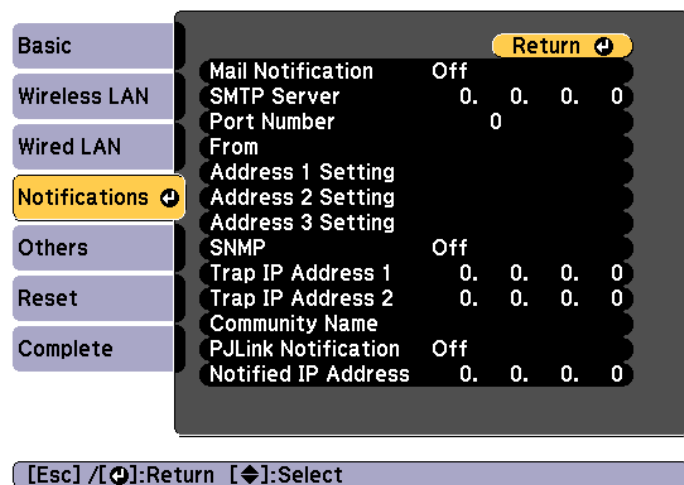 Basic
Wireless LAN
Wired LAN
Notifications
Others
Reset
Complete
Return
Mail Notification Off
SMTP Server 0. 0. 0. 0
Port Number 0
From
Address 1 Setting
Address 2 Setting
Address 3 Setting
SNMP Off
Trap IP Address 1 0. 0. 0. 0
Trap IP Address 2 0. 0. 0. 0
Community Name
PJLink Notification Off
Notified IP Address 0. 0. 0. 0
[Esc] /[⏎]:Return [◆]:Select